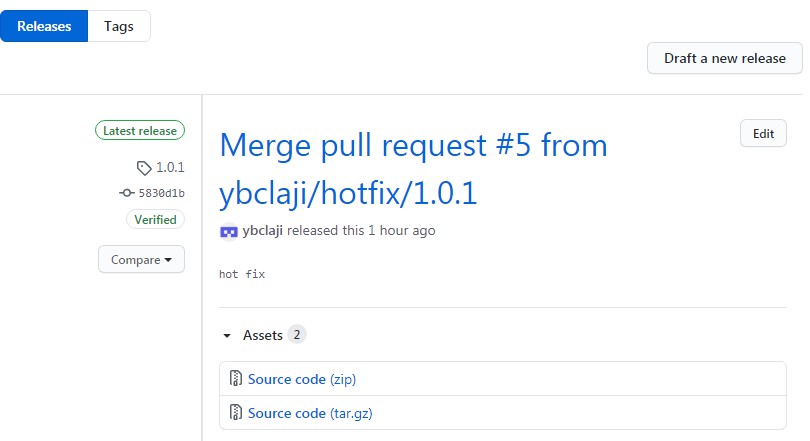 Releases Tags
Draft a new release
Latest release
1.0.1
5830d1b
Verified
Compare
Merge pull request #5 from
ybclaji/hotfix/1.0.1
Edit
ybclaji released this 1 hour ago
hot fix
Assets 2
Source code (zip)
Source code (tar.gz)